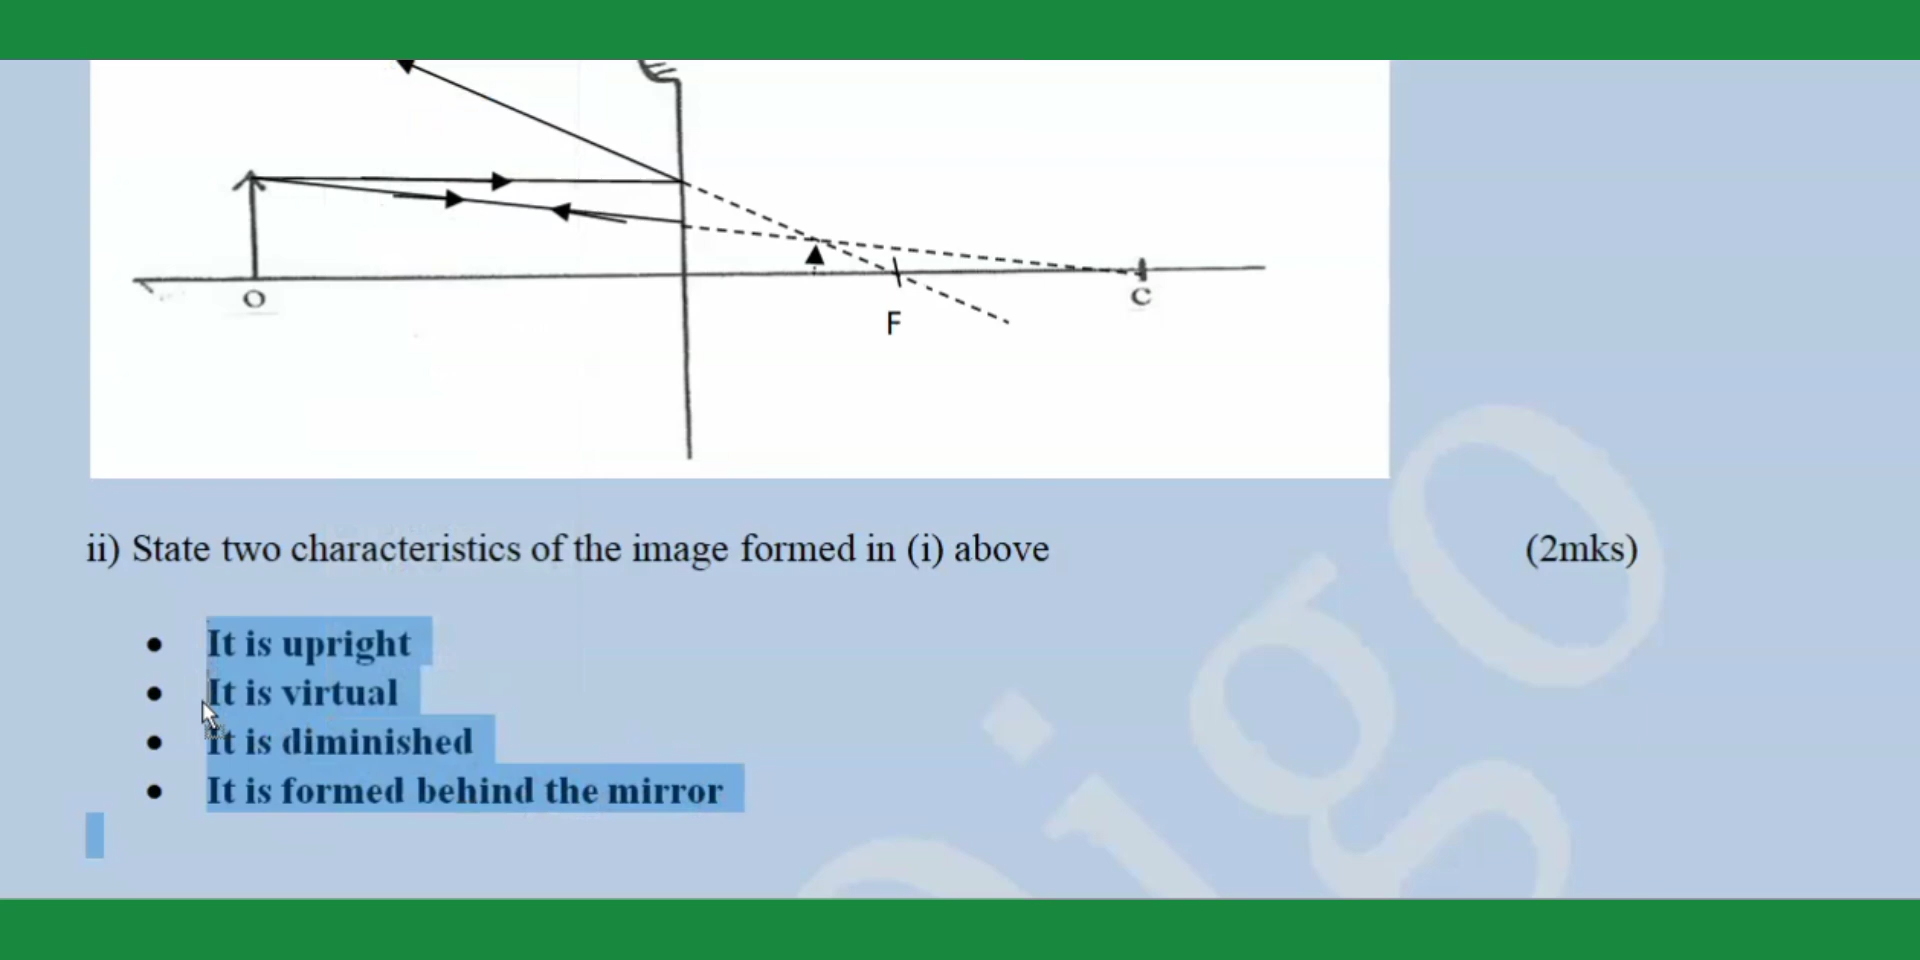 O
F
C
ii) State two characteristics of the image formed in (i) above (2mks)
• It is upright
• It is virtual
• It is diminished
• It is formed behind the mirror